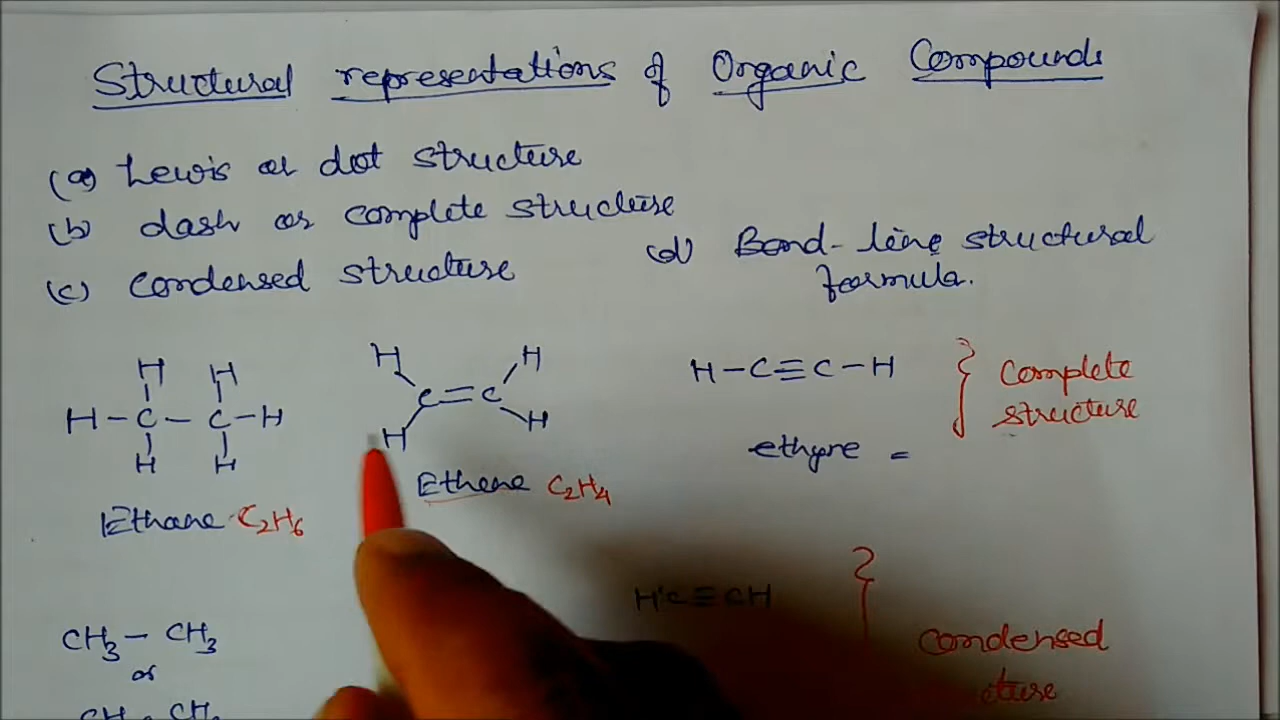 Structural representations of Organic Compounds
(a) Lewis or dot structure
(b) dash or complete structure
(c) Condensed structure
(d) Bond-line structural
formula.
H H
H-C-C-H
H H
Ethane C2H6
H H
C=C
H H
Ethene C2H4
H-C≡C-H
ethyne =
} Complete
structure
CH3-CH3
or
HC≡CH
} Condensed